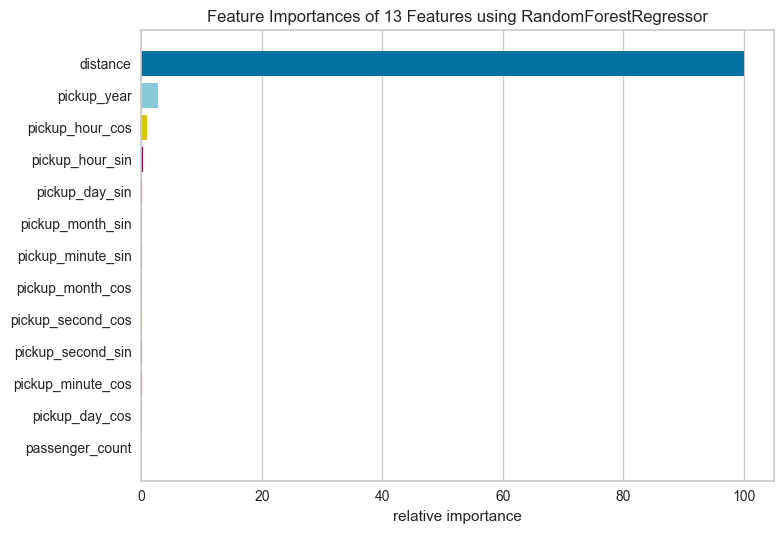 Feature Importances of 13 Features using RandomForestRegressor
distance
pickup_year
pickup_hour_cos
pickup_hour_sin
pickup_day_sin
pickup_month_sin
pickup_minute_sin
pickup_month_cos
pickup_second_cos
pickup_second_sin
pickup_minute_cos
pickup_day_cos
passenger_count
0 20 40 60 80 100
relative importance